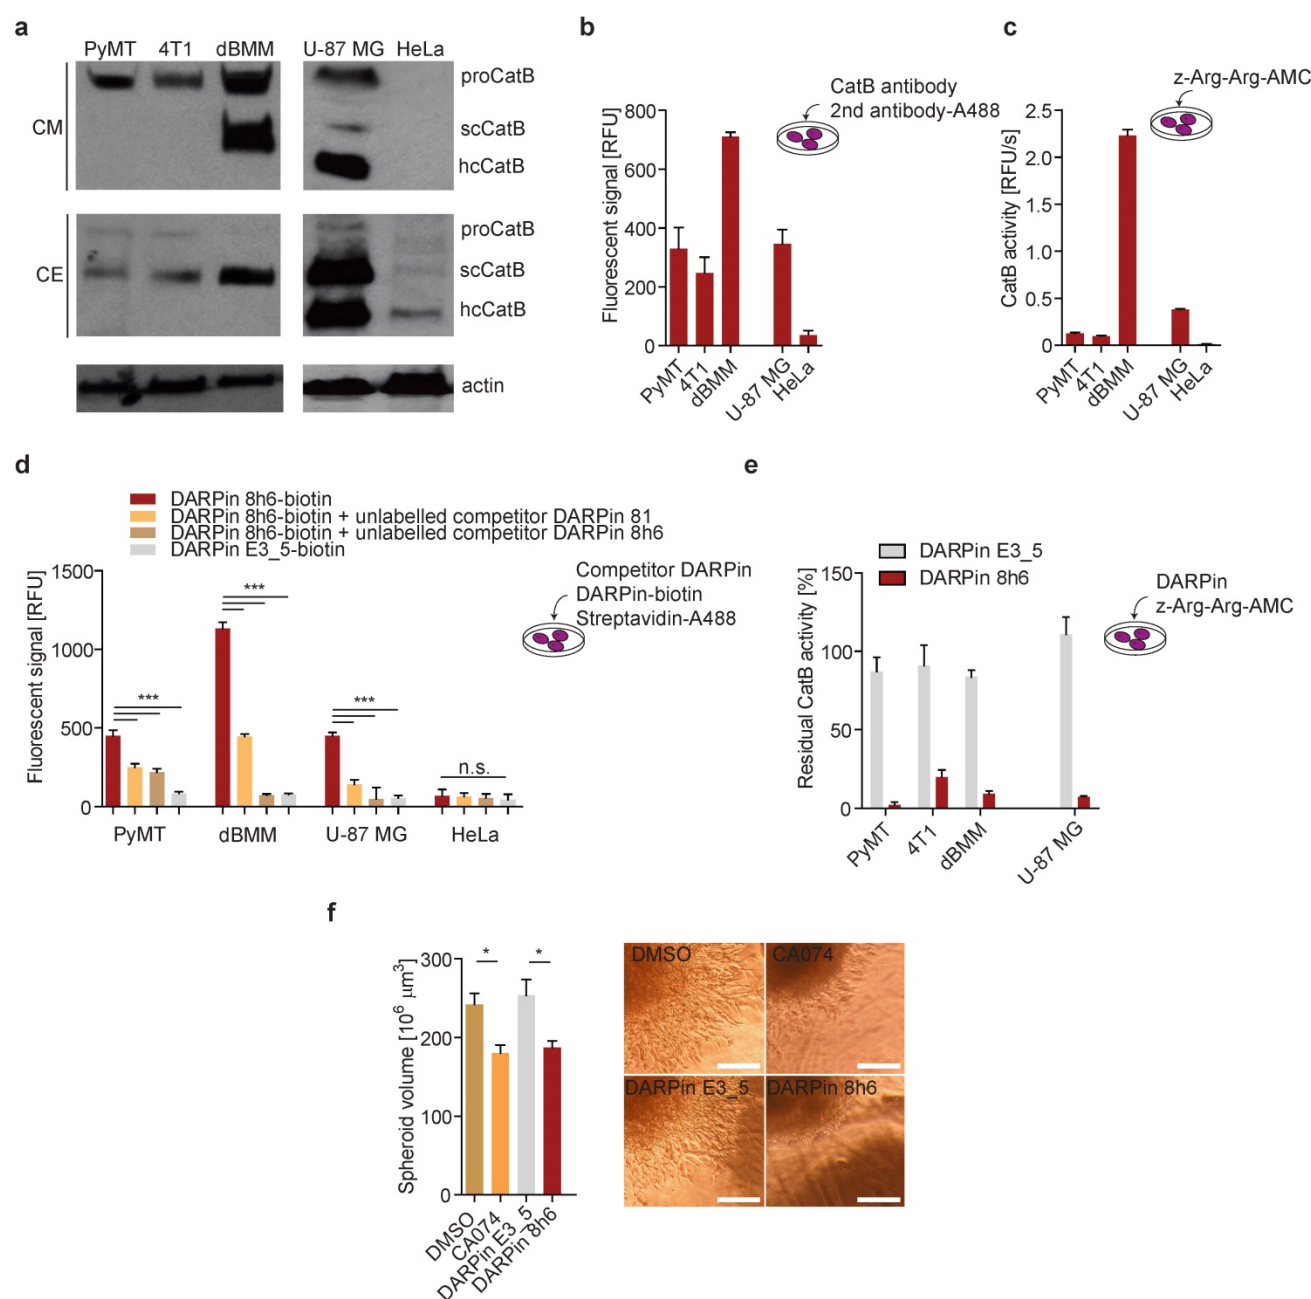 a
PyMT 4T1 dBMM U-87 MG HeLa
CM
proCatB
scCatB
hcCatB
CE
proCatB
scCatB
hcCatB
actin
b
CatB antibody
2nd antibody-A488
Fluorescent signal [RFU]
800
600
400
200
0
PyMT
4T1
dBMM
U-87 MG
HeLa
c
z-Arg-Arg-AMC
CatB activity [RFU/s]
2.5
2.0
1.5
1.0
0.5
0
PyMT
4T1
dBMM
U-87 MG
HeLa
d
DARPin 8h6-biotin
DARPin 8h6-biotin + unlabelled competitor DARPin 81
DARPin 8h6-biotin + unlabelled competitor DARPin 8h6
DARPin E3_5-biotin
Competitor DARPin
DARPin-biotin
Streptavidin-A488
Fluorescent signal [RFU]
1500
1000
500
0
***
***
***
n.s.
PyMT
dBMM
U-87 MG
HeLa
e
DARPin E3_5
DARPin 8h6
DARPin
z-Arg-Arg-AMC
Residual CatB activity [%]
150
100
50
0
PyMT
4T1
dBMM
U-87 MG
f
Spheroid volume [10⁶ µm³]
300
200
100
0
*
*
DMSO
CA074
DARPin E3_5
DARPin 8h6
DMSO
CA074
DARPin E3_5
DARPin 8h6